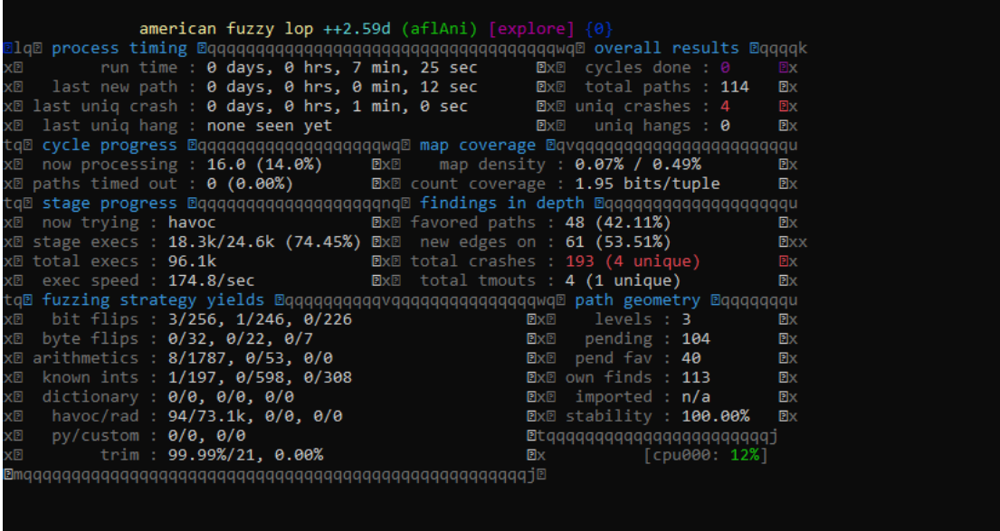 american fuzzy lop ++2.59d (aflAni) [explore] {0}
lq process timing qqqqqqqqqqqqqqqqqqqqqqqqqqqqqqqqqqqqwq overall results qqqqk
x run time : 0 days, 0 hrs, 7 min, 25 sec x cycles done : 0 x
x last new path : 0 days, 0 hrs, 0 min, 12 sec x total paths : 114 x
x last uniq crash : 0 days, 0 hrs, 1 min, 0 sec x uniq crashes : 4 x
x last uniq hang : none seen yet x uniq hangs : 0 x
tq cycle progress qqqqqqqqqqqqqqqqqqqwq map coverage qvqqqqqqqqqqqqqqqqqqqqqqu
x now processing : 16.0 (14.0%) x map density : 0.07% / 0.49% x
x paths timed out : 0 (0.00%) x count coverage : 1.95 bits/tuple x
tq stage progress qqqqqqqqqqqqqqqqqqqnq findings in depth qqqqqqqqqqqqqqqqqqqu
x now trying : havoc x favored paths : 48 (42.11%) x
x stage execs : 18.3k/24.6k (74.45%) x new edges on : 61 (53.51%) xx
x total execs : 96.1k x total crashes : 193 (4 unique) x
x exec speed : 174.8/sec x total tmouts : 4 (1 unique) x
tq fuzzing strategy yields qqqqqqqqqqvqqqqqqqqqqqqqqqwq path geometry qqqqqqqu
x bit flips : 3/256, 1/246, 0/226 x levels : 3 x
x byte flips : 0/32, 0/22, 0/7 x pending : 104 x
x arithmetics : 8/1787, 0/53, 0/0 x pend fav : 40 x
x known ints : 1/197, 0/598, 0/308 x own finds : 113 x
x dictionary : 0/0, 0/0, 0/0 x imported : n/a x
x havoc/rad : 94/73.1k, 0/0, 0/0 x stability : 100.00% x
x py/custom : 0/0, 0/0 tqqqqqqqqqqqqqqqqqqqqqqqj
x trim : 99.99%/21, 0.00% x [cpu000: 12%]
mqqqqqqqqqqqqqqqqqqqqqqqqqqqqqqqqqqqqqqqqqqqqqqqqqqqqj